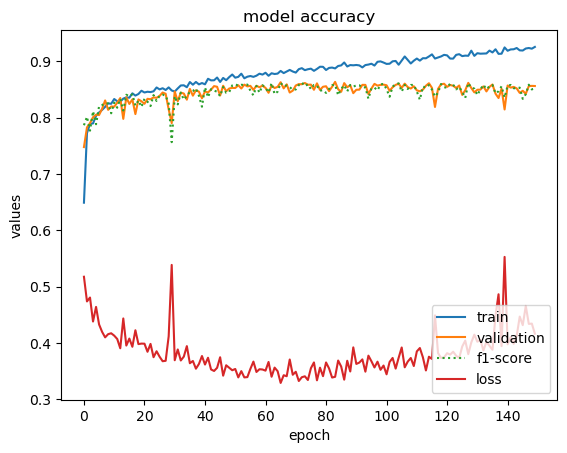 model accuracy
values
0.9
0.8
0.7
0.6
0.5
0.4
0.3
train
validation
f1-score
loss
0 20 40 60 80 100 120 140
epoch